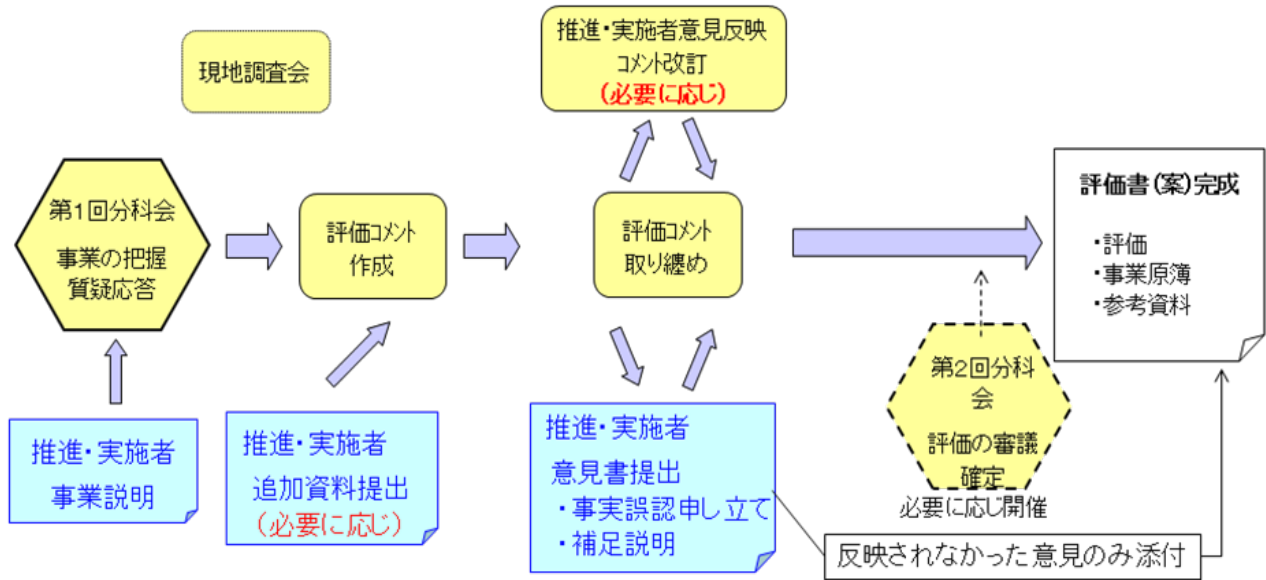 現地調査会
推進・実施者意見反映
コメント改訂
(必要に応じ)
第1回分科会
事業の把握
質疑応答
評価コメント
作成
評価コメント
取り纏め
評価書(案)完成
・評価
・事業原簿
・参考資料
第2回分科
会
評価の審議
確定
必要に応じ開催
推進・実施者
事業説明
推進・実施者
追加資料提出
(必要に応じ)
推進・実施者
意見書提出
・事実誤認申し立て
・補足説明
反映されなかった意見のみ添付